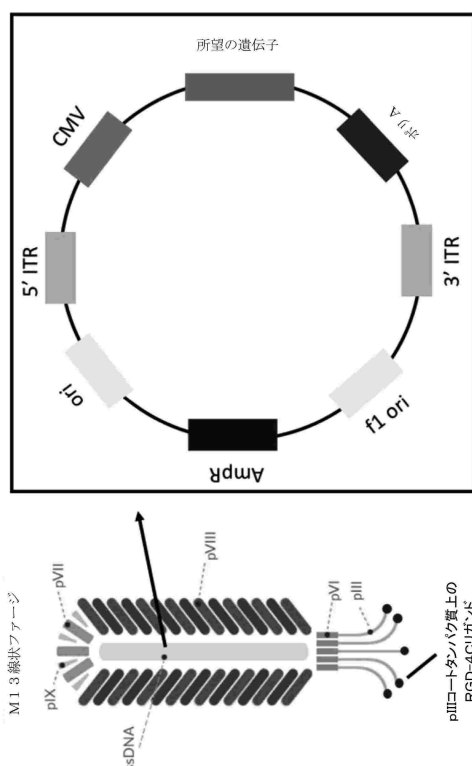 M13線状ファージ
pIX
pVII
ssDNA
pVIII
pVI
pIII
pIIIコートタンパク質上の
RGD-4Cリガンド
5' ITR
CMV
所望の遺伝子
ポリA
3' ITR
f1 ori
AmpR
ori